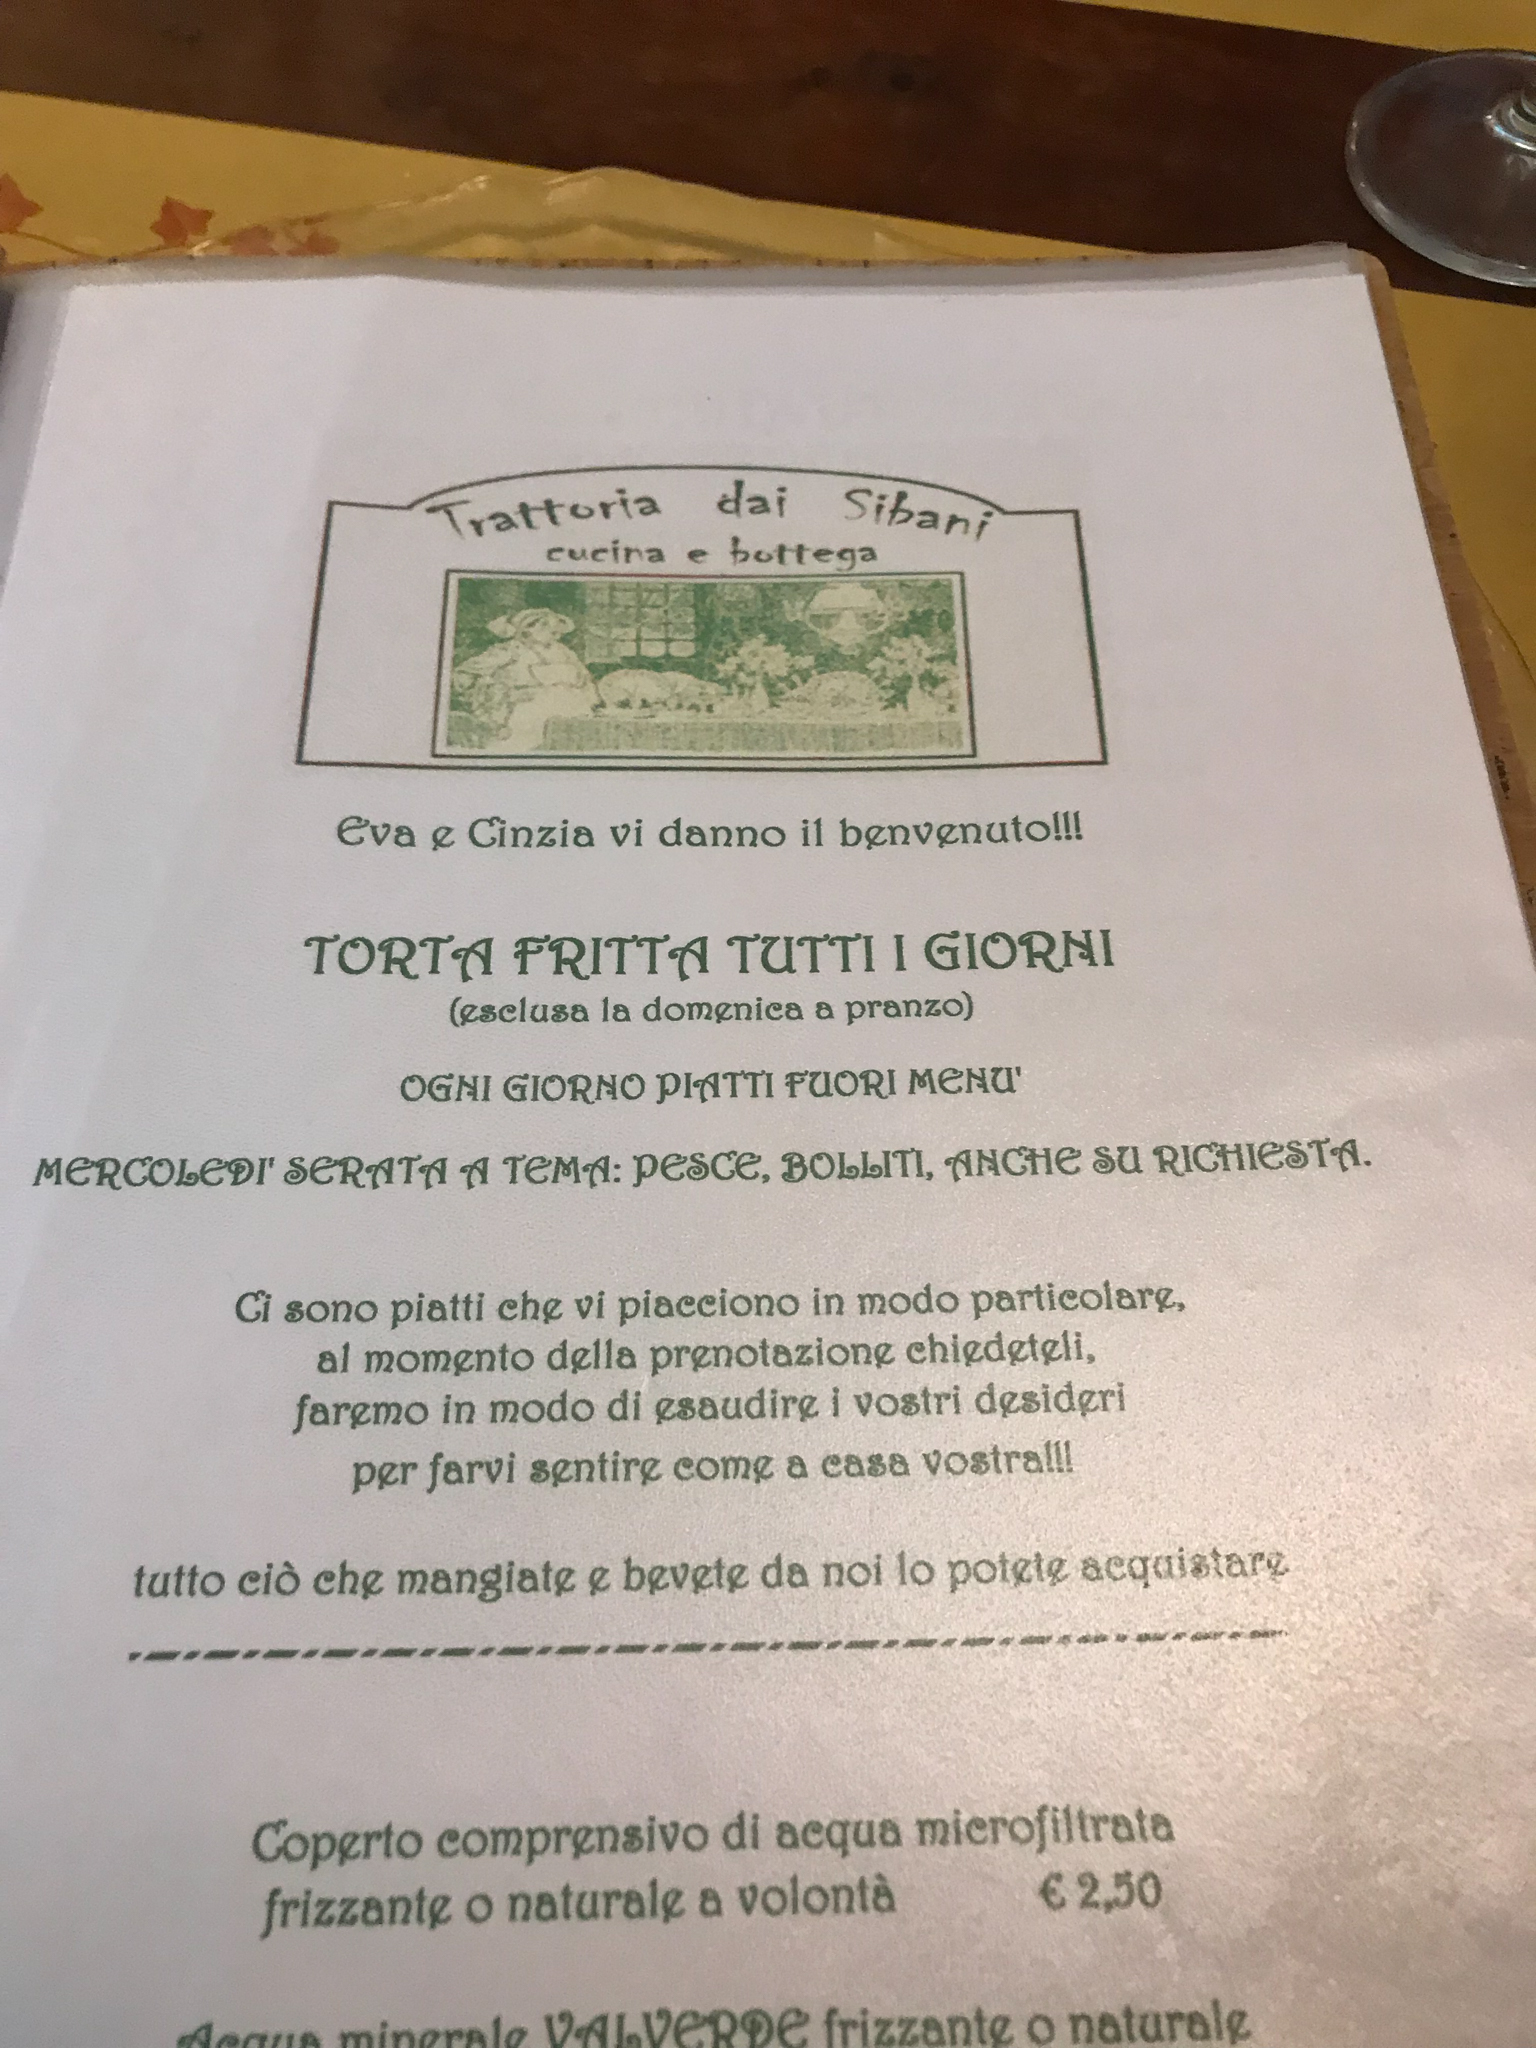 Trattoria dai Sibani
cucina e bottega
Eva e Cinzia vi danno il benvenuto!!!
TORTA FRITTA TUTTI I GIORNI
(esclusa la domenica a pranzo)
OGNI GIORNO PIATTI FUORI MENU'
MERCOLEDI' SERATA A TEMA: PESCE, BOLLITI, ANCHE SU RICHIESTA.
Ci sono piatti che vi piacciono in modo particolare,
al momento della prenotazione chiedeteli,
faremo in modo di esaudire i vostri desideri
per farvi sentire come a casa vostra!!!
tutto ciò che mangiate e bevete da noi lo potete acquistare
Coperto comprensivo di acqua microfiltrata
frizzante o naturale a volontà € 2,50
Acqua minerale VALVERDE frizzante o naturale